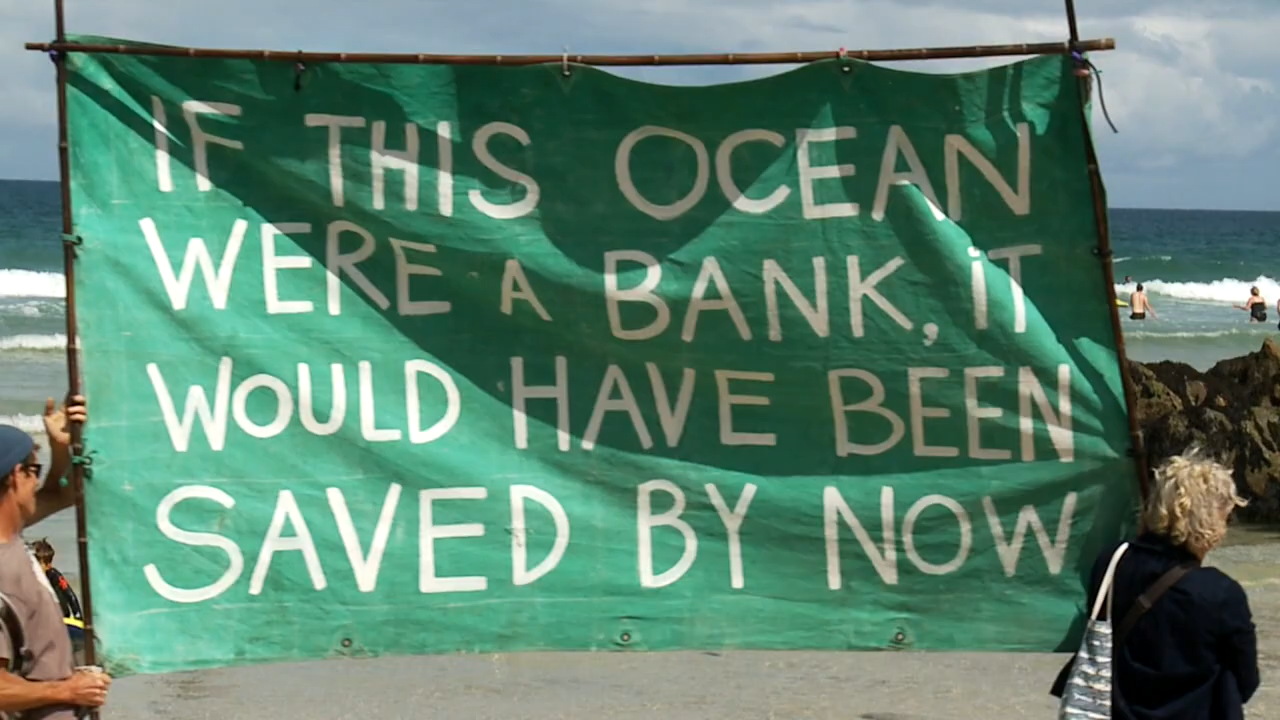 IF THIS OCEAN
WERE A BANK, iT
WOULD HAVE BEEN
SAVED BY NOW